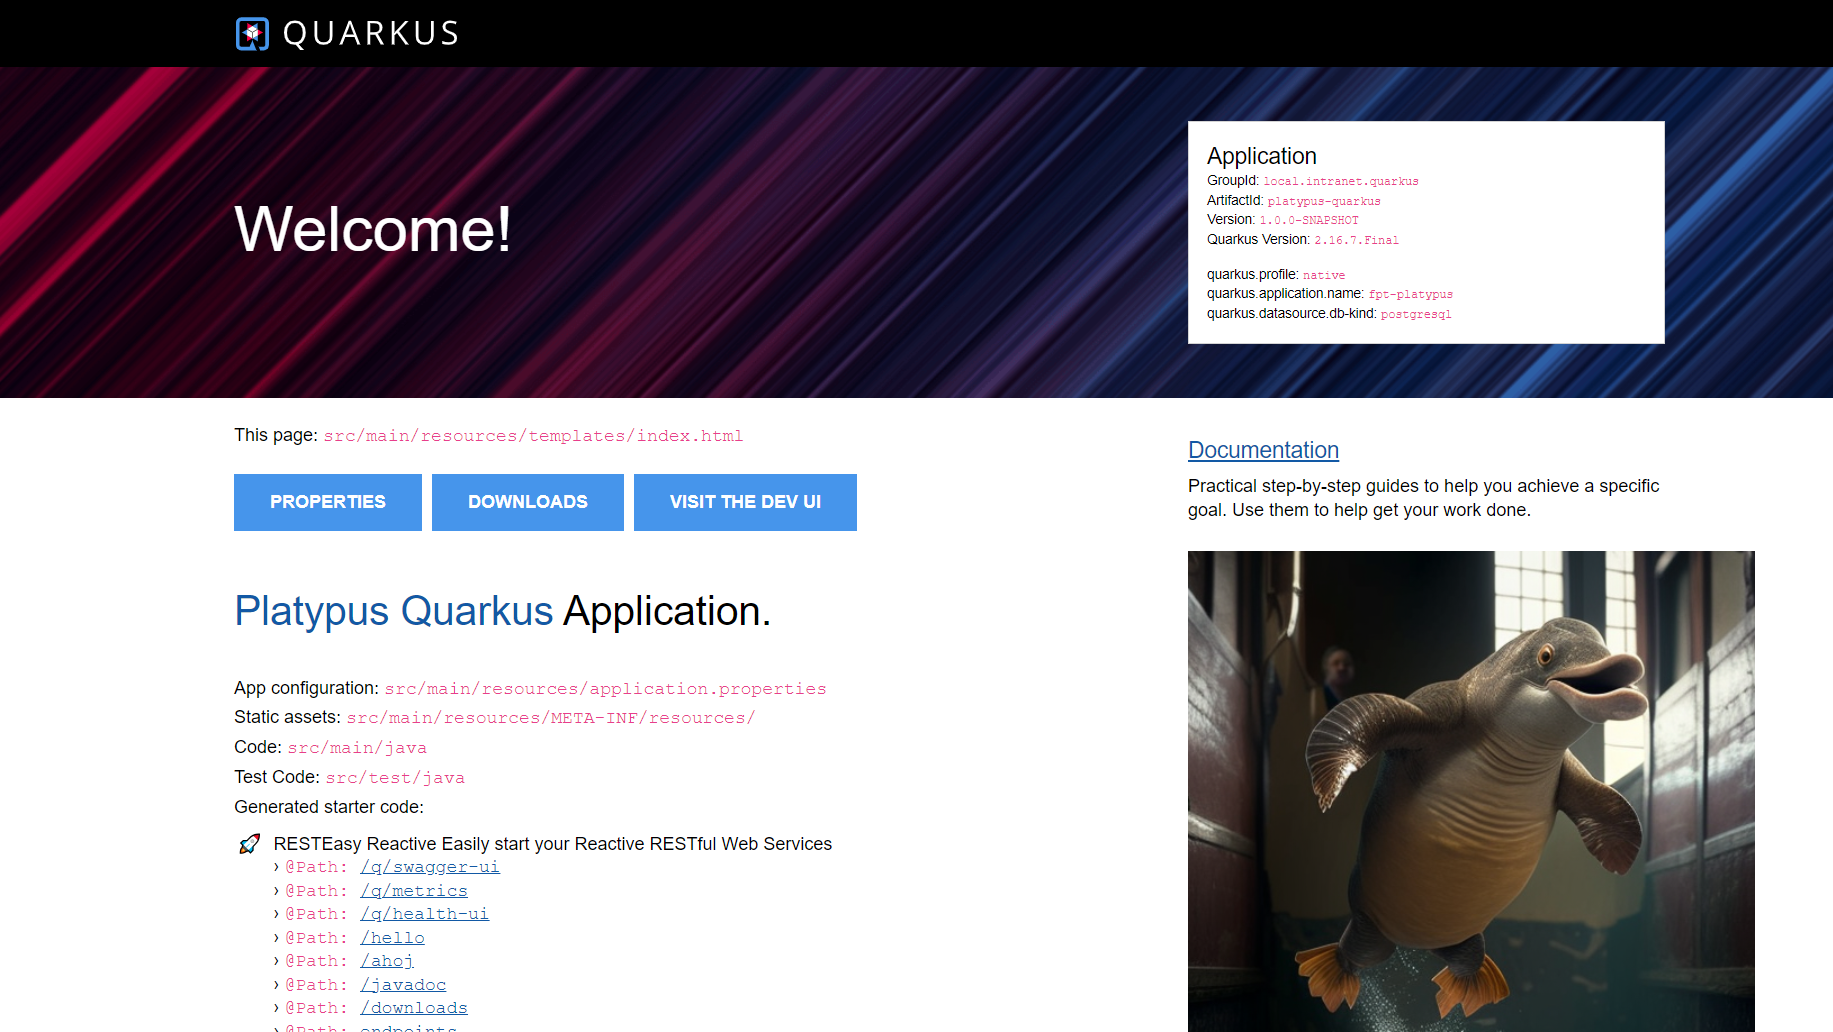 QUARKUS
Welcome!
Application
GroupId: local.intranet.quarkus
ArtifactId: platypus-quarkus
Version: 1.0.0-SNAPSHOT
Quarkus Version: 2.16.7.Final
quarkus.profile: native
quarkus.application.name: fpt-platypus
quarkus.datasource.db-kind: postgresql
This page: src/main/resources/templates/index.html
PROPERTIES
DOWNLOADS
VISIT THE DEV UI
Platypus Quarkus Application.
App configuration: src/main/resources/application.properties
Static assets: src/main/resources/META-INF/resources/
Code: src/main/java
Test Code: src/test/java
Generated starter code:
🚀 RESTEasy Reactive Easily start your Reactive RESTful Web Services
› @Path: /q/swagger-ui
› @Path: /q/metrics
› @Path: /q/health-ui
› @Path: /hello
› @Path: /ahoj
› @Path: /javadoc
› @Path: /downloads
› @Path: endpoints
Documentation
Practical step-by-step guides to help you achieve a specific
goal. Use them to help get your work done.